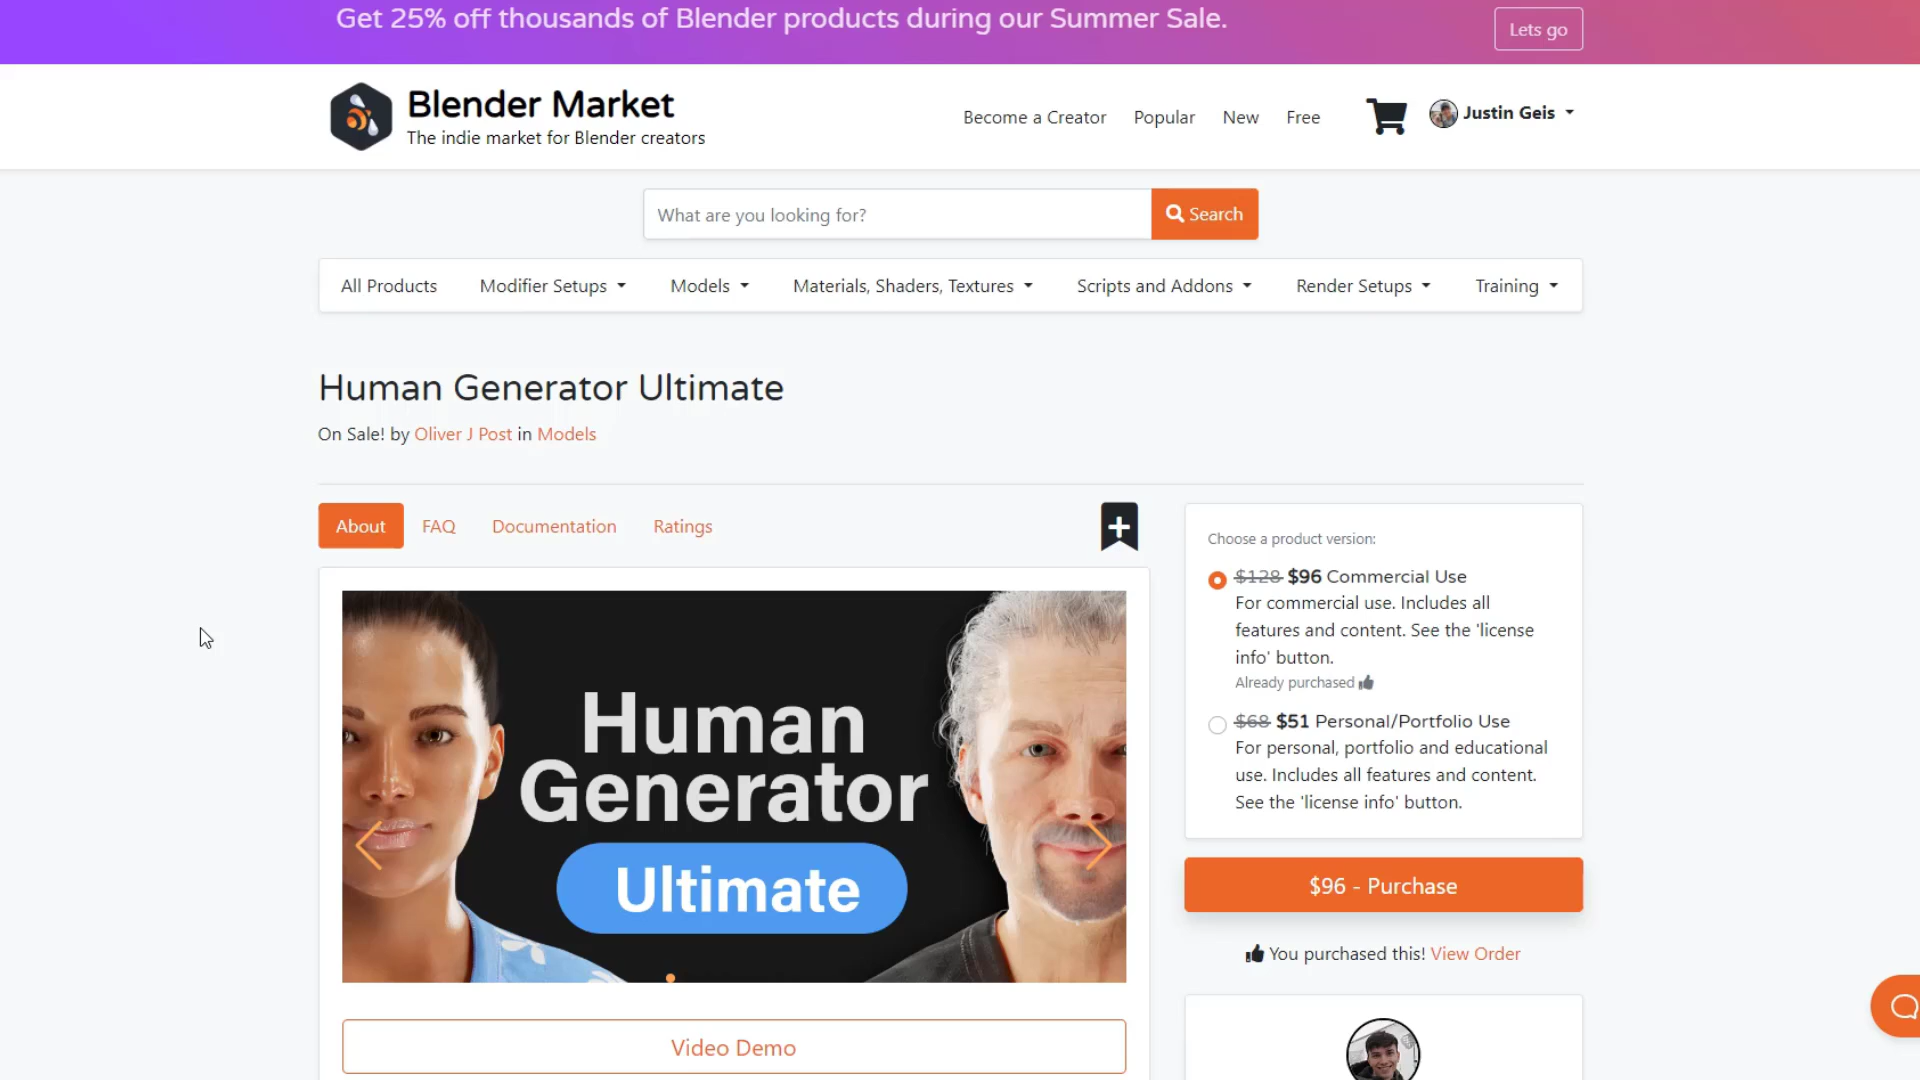 Get 25% off thousands of Blender products during our Summer Sale.
Lets go
Blender Market
The indie market for Blender creators
Become a Creator
Popular
New
Free
Justin Geis
What are you looking for?
Search
All Products
Modifier Setups
Models
Materials, Shaders, Textures
Scripts and Addons
Render Setups
Training
Human Generator Ultimate
On Sale! by Oliver J Post in Models
About
FAQ
Documentation
Ratings
Human
Generator
Ultimate
Video Demo
Choose a product version:
$128 $96 Commercial Use
For commercial use. Includes all
features and content. See the 'license
info' button.
Already purchased
$68 $51 Personal/Portfolio Use
For personal, portfolio and educational
use. Includes all features and content.
See the 'license info' button.
$96 - Purchase
You purchased this! View Order